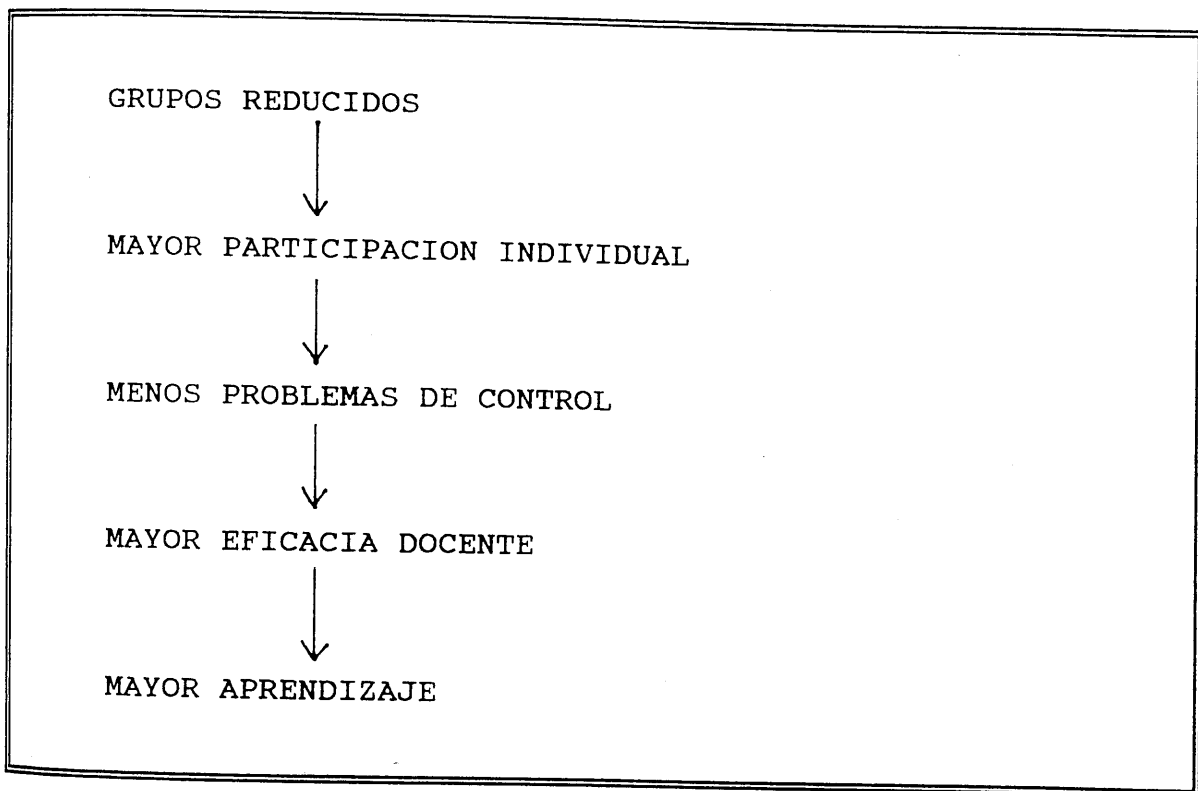 GRUPOS REDUCIDOS
MAYOR PARTICIPACION INDIVIDUAL
MENOS PROBLEMAS DE CONTROL
MAYOR EFICACIA DOCENTE
MAYOR APRENDIZAJE